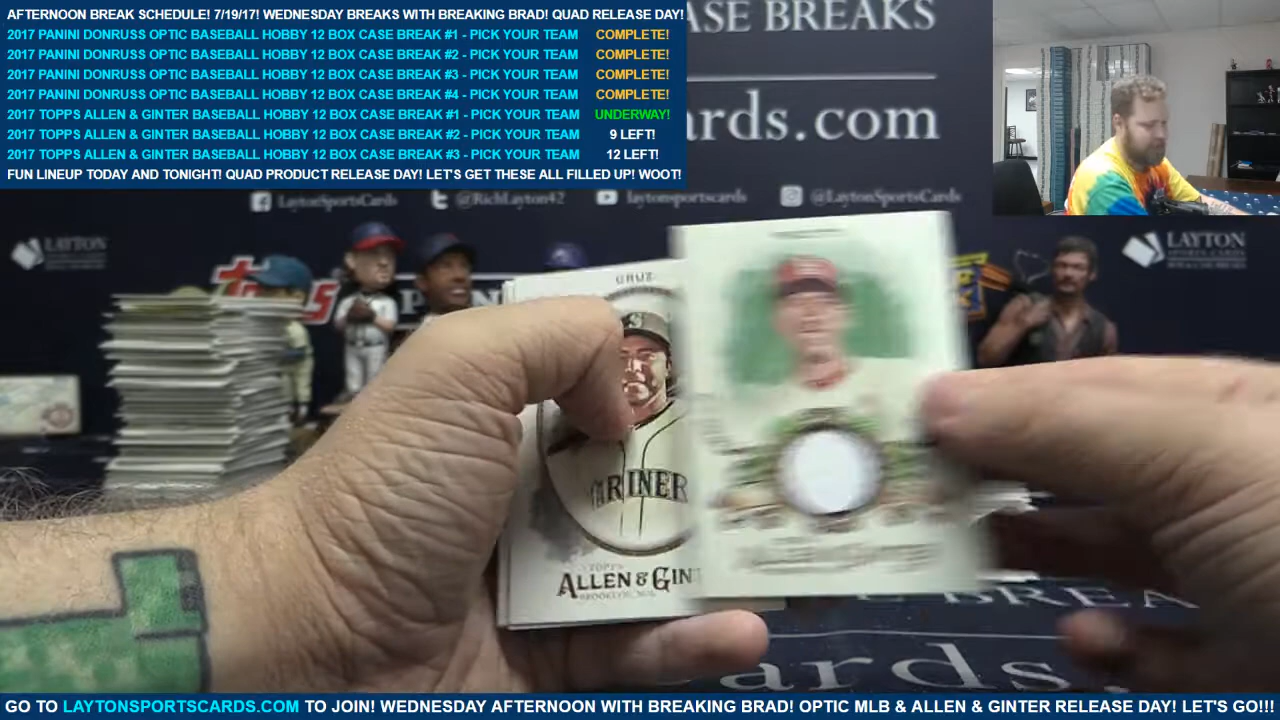 AFTERNOON BREAK SCHEDULE! 7/19/17! WEDNESDAY BREAKS WITH BREAKING BRAD! QUAD RELEASE DAY!
2017 PANINI DONRUSS OPTIC BASEBALL HOBBY 12 BOX CASE BREAK #1 - PICK YOUR TEAM COMPLETE!
2017 PANINI DONRUSS OPTIC BASEBALL HOBBY 12 BOX CASE BREAK #2 - PICK YOUR TEAM COMPLETE!
2017 PANINI DONRUSS OPTIC BASEBALL HOBBY 12 BOX CASE BREAK #3 - PICK YOUR TEAM COMPLETE!
2017 PANINI DONRUSS OPTIC BASEBALL HOBBY 12 BOX CASE BREAK #4 - PICK YOUR TEAM COMPLETE!
2017 TOPPS ALLEN & GINTER BASEBALL HOBBY 12 BOX CASE BREAK #1 - PICK YOUR TEAM UNDERWAY!
2017 TOPPS ALLEN & GINTER BASEBALL HOBBY 12 BOX CASE BREAK #2 - PICK YOUR TEAM 9 LEFT!
2017 TOPPS ALLEN & GINTER BASEBALL HOBBY 12 BOX CASE BREAK #3 - PICK YOUR TEAM 12 LEFT!
FUN LINEUP TODAY AND TONIGHT! QUAD PRODUCT RELEASE DAY! LET'S GET THESE ALL FILLED UP! WOOT!
ASE BREAKS
ards.com
LaytonSportsCards @RichLayton42 laytonsportscards @LaytonSportsCards
LAYTON
LAYTON
Topps
CRUZ
ARINER
TOPPS
ALLEN & GIN
ards.
GO TO LAYTONSPORTSCARDS.COM TO JOIN! WEDNESDAY AFTERNOON WITH BREAKING BRAD! OPTIC MLB & ALLEN & GINTER RELEASE DAY! LET'S GO!!!